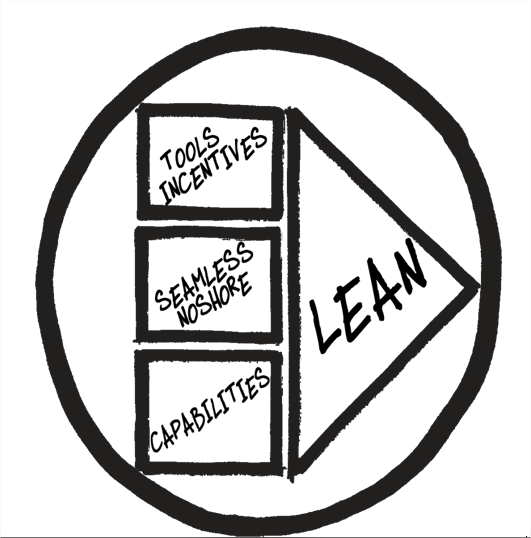 TOOLS
INCENTIVES
SEAMLESS
NOSHORE
CAPABILITIES
LEAN